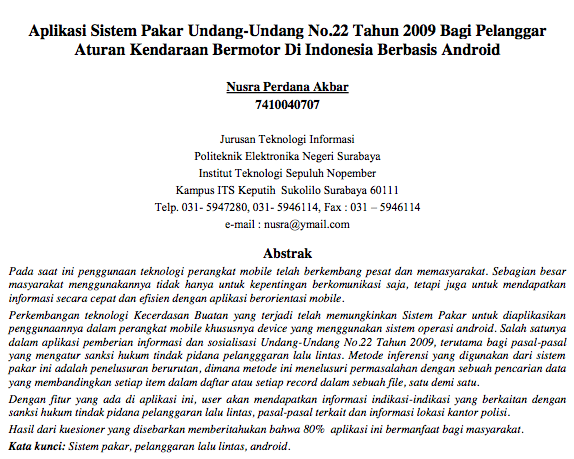 Aplikasi Sistem Pakar Undang-Undang No.22 Tahun 2009 Bagi Pelanggar
Aturan Kendaraan Bermotor Di Indonesia Berbasis Android
Nusra Perdana Akbar
7410040707
Jurusan Teknologi Informasi
Politeknik Elektronika Negeri Surabaya
Institut Teknologi Sepuluh Nopember
Kampus ITS Keputih  Sukolilo Surabaya 60111
Telp. 031- 5947280, 031- 5946114, Fax : 031 – 5946114
e-mail : nusra@ymail.com
Abstrak
Pada saat ini penggunaan teknologi perangkat mobile telah berkembang pesat dan memasyarakat. Sebagian besar
masyarakat menggunakannya tidak hanya untuk kepentingan berkomunikasi saja, tetapi juga untuk mendapatkan
informasi secara cepat dan efisien dengan aplikasi berorientasi mobile.
Perkembangan teknologi Kecerdasan Buatan yang terjadi telah memungkinkan Sistem Pakar untuk diaplikasikan
penggunaannya dalam perangkat mobile khususnya device yang menggunakan sistem operasi android. Salah satunya
dalam aplikasi pemberian informasi dan sosialisasi Undang-Undang No.22 Tahun 2009, terutama bagi pasal-pasal
yang mengatur sanksi hukum tindak pidana pelangggaran lalu lintas. Metode inferensi yang digunakan dari sistem
pakar ini adalah penelusuran berurutan, dimana metode ini menelusuri permasalahan dengan sebuah pencarian data
yang membandingkan setiap item dalam daftar atau setiap record dalam sebuah file, satu demi satu.
Dengan fitur yang ada di aplikasi ini, user akan mendapatkan informasi indikasi-indikasi yang berkaitan dengan
sanksi hukum tindak pidana pelanggaran lalu lintas, pasal-pasal terkait dan informasi lokasi kantor polisi.
Hasil dari kuesioner yang disebarkan memberitahukan bahwa 80%  aplikasi ini bermanfaat bagi masyarakat.
Kata kunci: Sistem pakar, pelanggaran lalu lintas, android.